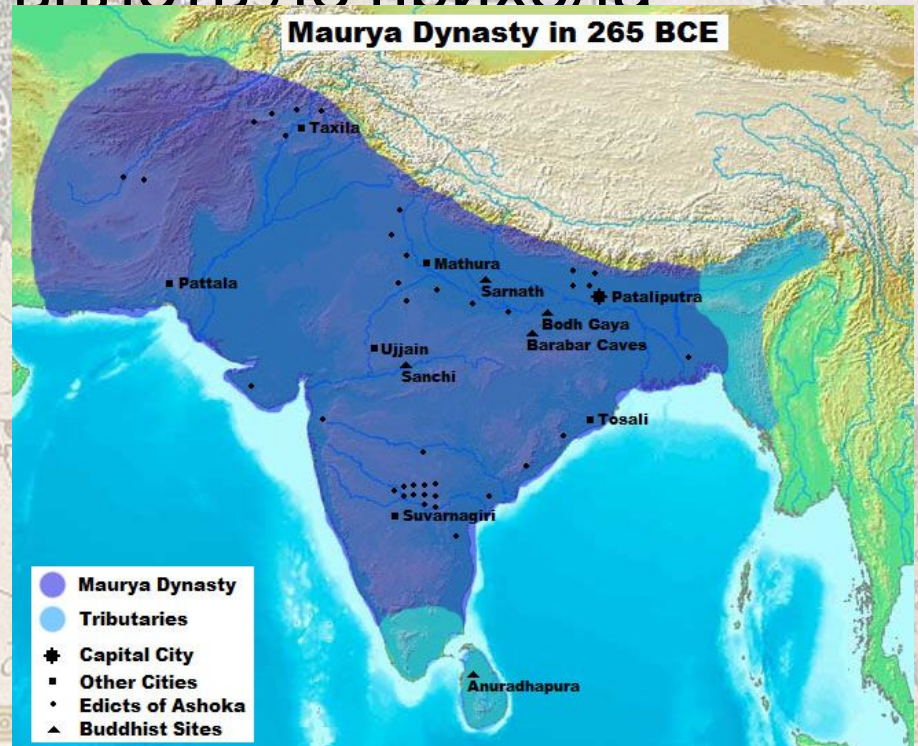 Maurya Dynasty in 265 BCE
Taxila
Pattala
Mathura
Sarnath
Pataliputra
Bodh Gaya
Barabar Caves
Ujjain
Sanchi
Tosali
Suvarnagiri
Anuradhapura
Maurya Dynasty
Tributaries
Capital City
Other Cities
Edicts of Ashoka
Buddhist Sites